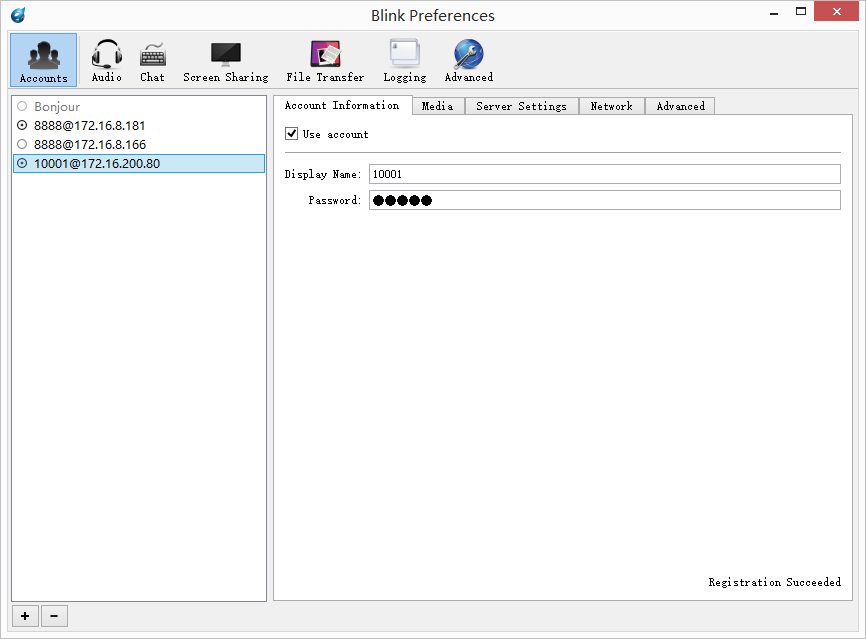 Blink Preferences
Accounts Audio Chat Screen Sharing File Transfer Logging Advanced
Bonjour
8888@172.16.8.181
8888@172.16.8.166
10001@172.16.200.80
Account Information Media Server Settings Network Advanced
Use account
Display Name: 10001
Password: ●●●●●
Registration Succeeded